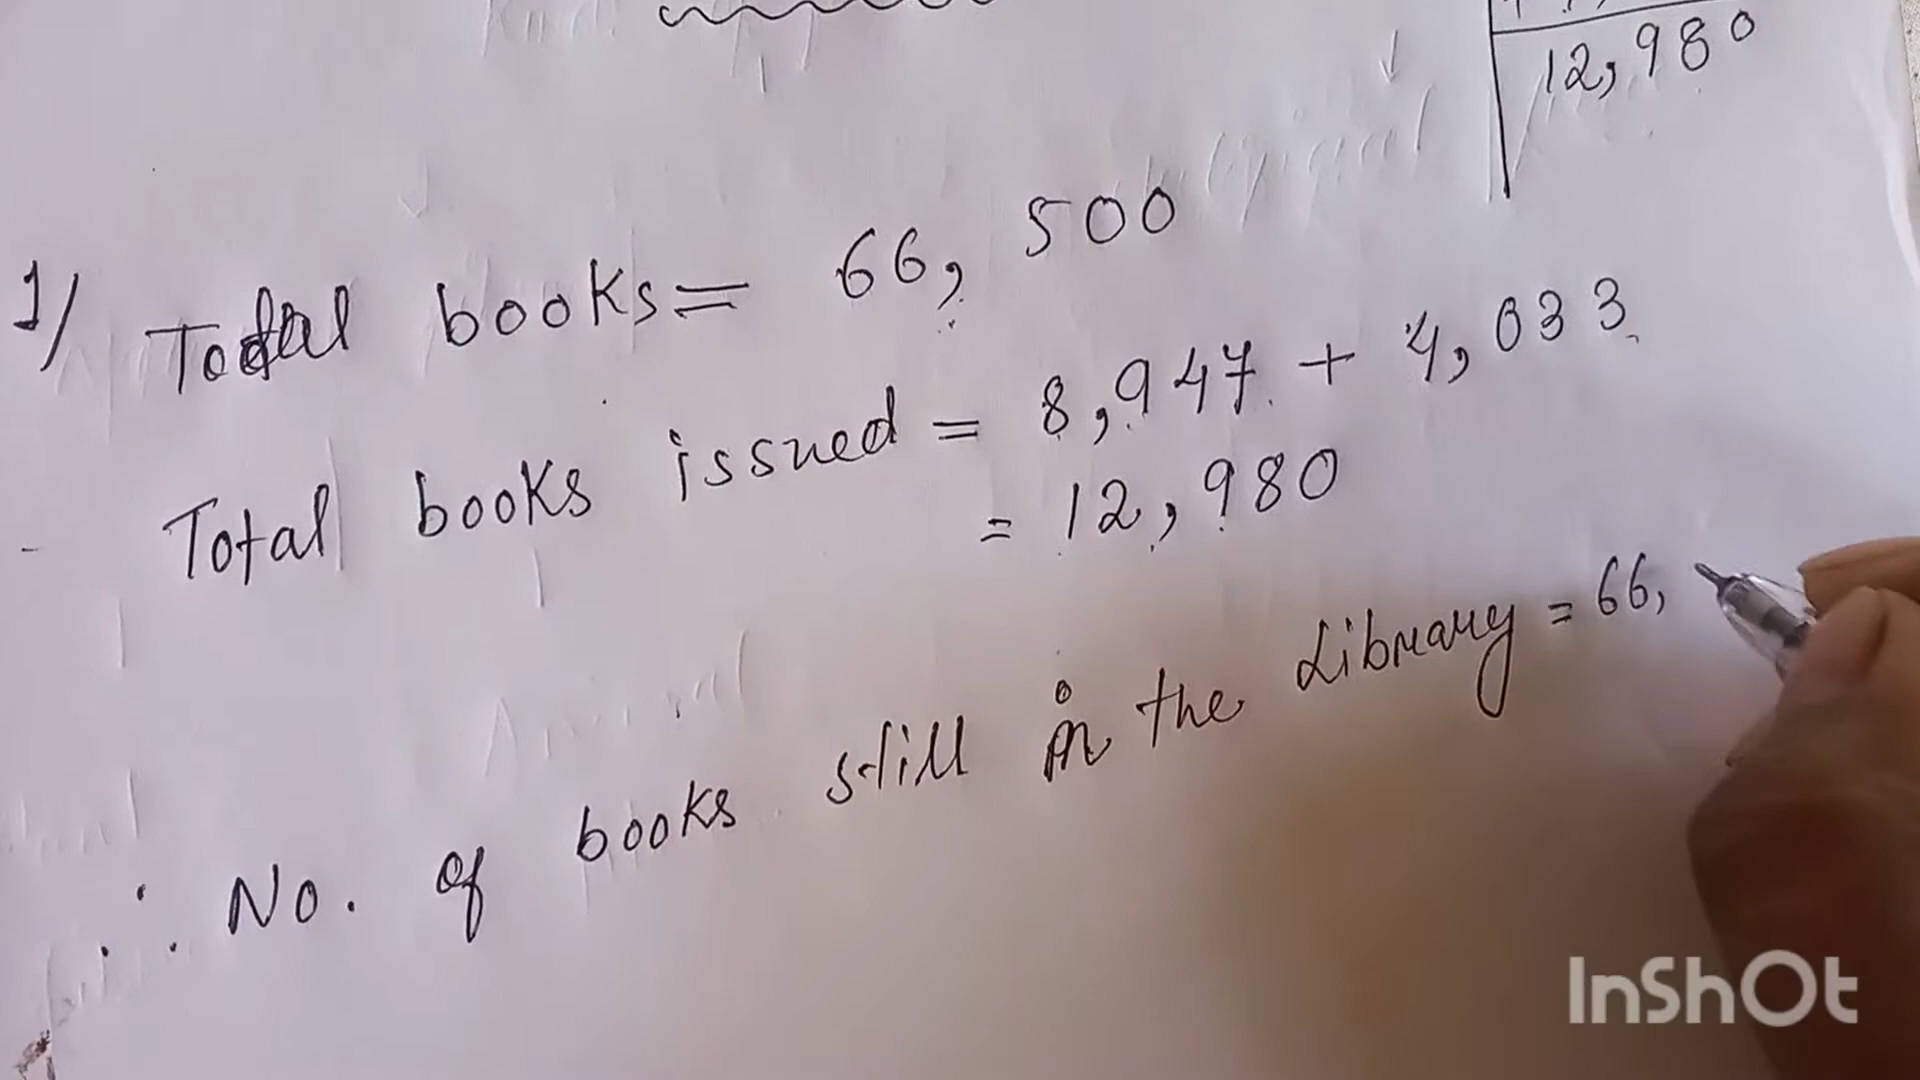 12,980
1/ Total books = 66, 500
Total books issued = 8,947 + 4,033
= 12,980
∴ No. of books still in the Library = 66,
InShOt